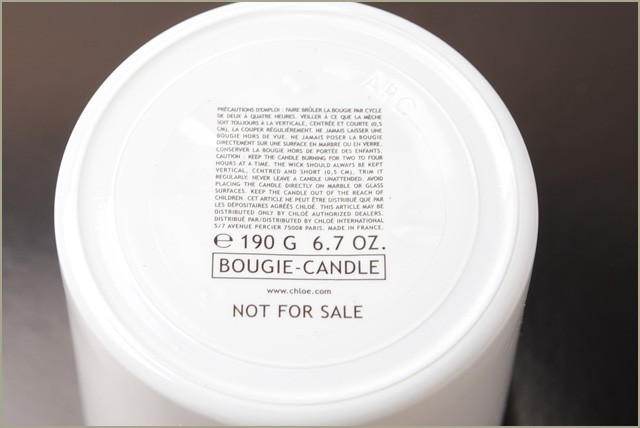 ARC
PRÉCAUTIONS D'EMPLOI : FAIRE BRÛLER LA BOUGIE PAR CYCLE
DE DEUX À QUATRE HEURES. VEILLER À CE QUE LA MÈCHE
SOIT TOUJOURS À LA VERTICALE, CENTRÉE ET COURTE (0,5
CM), LA COUPER RÉGULIÈREMENT. NE JAMAIS LAISSER UNE
BOUGIE HORS DE VUE. NE JAMAIS POSER LA BOUGIE
DIRECTEMENT SUR UNE SURFACE EN MARBRE OU EN VERRE.
CONSERVER LA BOUGIE HORS DE PORTÉE DES ENFANTS.
CAUTION : KEEP THE CANDLE BURNING FOR TWO TO FOUR
HOURS AT A TIME. THE WICK SHOULD ALWAYS BE KEPT
VERTICAL, CENTRED AND SHORT (0,5 CM), TRIM IT
REGULARLY. NEVER LEAVE A CANDLE UNATTENDED. AVOID
PLACING THE CANDLE DIRECTLY ON MARBLE OR GLASS
SURFACES. KEEP THE CANDLE OUT OF THE REACH OF
CHILDREN. CET ARTICLE NE PEUT ÊTRE DISTRIBUÉ QUE PAR
LES DÉPOSITAIRES AGRÉÉS CHLOÉ. THIS ARTICLE MAY BE
DISTRIBUTED ONLY BY CHLOÉ AUTHORIZED DEALERS.
DISTRIBUÉ PAR/DISTRIBUTED BY CHLOÉ INTERNATIONAL
5/7 AVENUE PERCIER 75008 PARIS. MADE IN FRANCE.
℮ 190 G 6.7 OZ.
BOUGIE-CANDLE
www.chloe.com
NOT FOR SALE